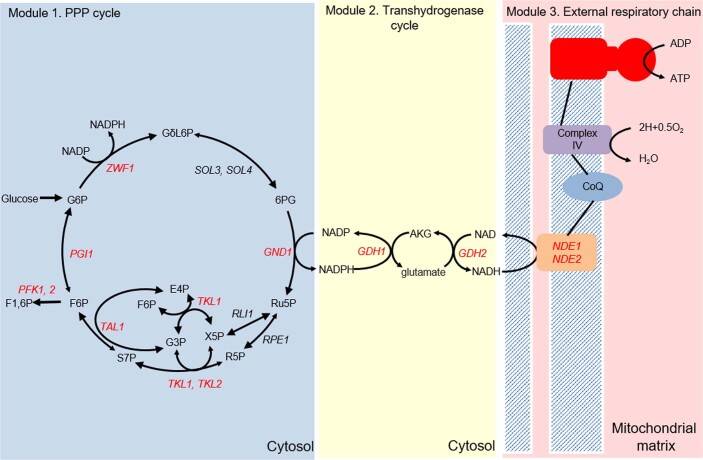 Module 1. PPP cycle
Module 2. Transhydrogenase
cycle
Module 3. External respiratory chain
ADP
ATP
NADPH
NADP
GδL6P
ZWF1
SOL3, SOL4
Complex
IV
2H+0.5O₂
H₂O
CoQ
Glucose
G6P
6PG
PGI1
GND1
NADP
NADPH
GDH1
AKG
glutamate
GDH2
NAD
NADH
NDE1
NDE2
PFK1, 2
F1,6P
F6P
E4P
F6P
TKL1
Ru5P
TAL1
G3P
X5P
RLI1
RPE1
S7P
R5P
TKL1, TKL2
Cytosol
Cytosol
Mitochondrial
matrix